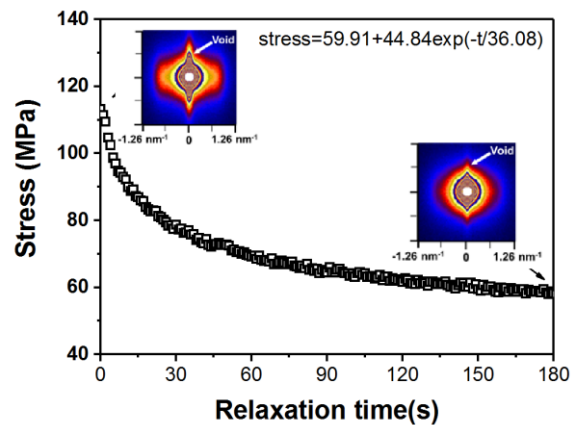 140
120
100
80
60
40
Stress (MPa)
stress=59.91+44.84exp(-t/36.08)
Void
-1.26 nm⁻¹ 0 1.26 nm⁻¹
Void
-1.26 nm⁻¹ 0 1.26 nm⁻¹
0 30 60 90 120 150 180
Relaxation time(s)